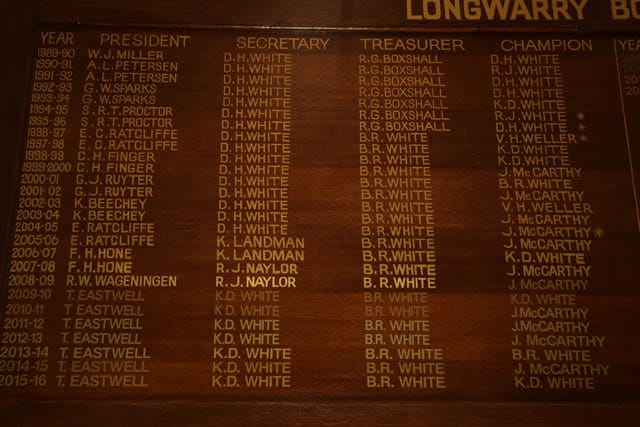 LONGWARRY BO
YEAR PRESIDENT SECRETARY TREASURER CHAMPION YEAR
1989-90 W.J.MILLER D.H.WHITE R.G.BOXSHALL D.H.WHITE
1990-91 A.L.PETERSEN D.H.WHITE R.G.BOXSHALL R.J.WHITE
1991-92 A.L.PETERSEN D.H.WHITE R.G.BOXSHALL D.H.WHITE
1992-93 G.W.SPARKS D.H.WHITE R.G.BOXSHALL D.H.WHITE
1993-94 G.W.SPARKS D.H.WHITE R.G.BOXSHALL K.D.WHITE
1994-95 S.R.T.PROCTOR D.H.WHITE R.G.BOXSHALL R.J.WHITE *
1995-96 S.R.T.PROCTOR D.H.WHITE R.G.BOXSHALL D.H.WHITE *
1996-97 E.C.RATCLIFFE D.H.WHITE B.R.WHITE V.H.WELLER *
1997-98 E.C.RATCLIFFE D.H.WHITE B.R.WHITE K.D.WHITE
1998-99 C.H.FINGER D.H.WHITE B.R.WHITE K.D.WHITE
1999-2000 C.H.FINGER D.H.WHITE B.R.WHITE J.McCARTHY
2000-01 G.J.RUYTER D.H.WHITE B.R.WHITE B.R.WHITE
2001-02 G.J.RUYTER D.H.WHITE B.R.WHITE J.McCARTHY
2002-03 K.BEECHEY D.H.WHITE B.R.WHITE V.H.WELLER
2003-04 K.BEECHEY D.H.WHITE B.R.WHITE J.McCARTHY
2004-05 E.RATCLIFFE D.H.WHITE B.R.WHITE J.McCARTHY *
2005-06 E.RATCLIFFE K.LANDMAN B.R.WHITE J.McCARTHY
2006-07 F.H.HONE K.LANDMAN B.R.WHITE K.D.WHITE
2007-08 F.H.HONE R.J.NAYLOR B.R.WHITE J.McCARTHY
2008-09 R.W.WAGENINGEN R.J.NAYLOR B.R.WHITE J.McCARTHY
2009-10 T. EASTWELL K.D. WHITE B.R. WHITE K.D. WHITE
2010-11 T. EASTWELL K.D. WHITE B.R. WHITE J.McCARTHY
2011-12 T. EASTWELL K.D. WHITE B.R. WHITE J.McCARTHY
2012-13 T. EASTWELL K.D. WHITE B.R. WHITE J.McCARTHY
2013-14 T. EASTWELL K.D. WHITE B.R. WHITE B.R. WHITE
2014-15 T. EASTWELL K.D. WHITE B.R. WHITE J. McCARTHY
2015-16 T. EASTWELL K.D. WHITE B.R. WHITE K.D. WHITE